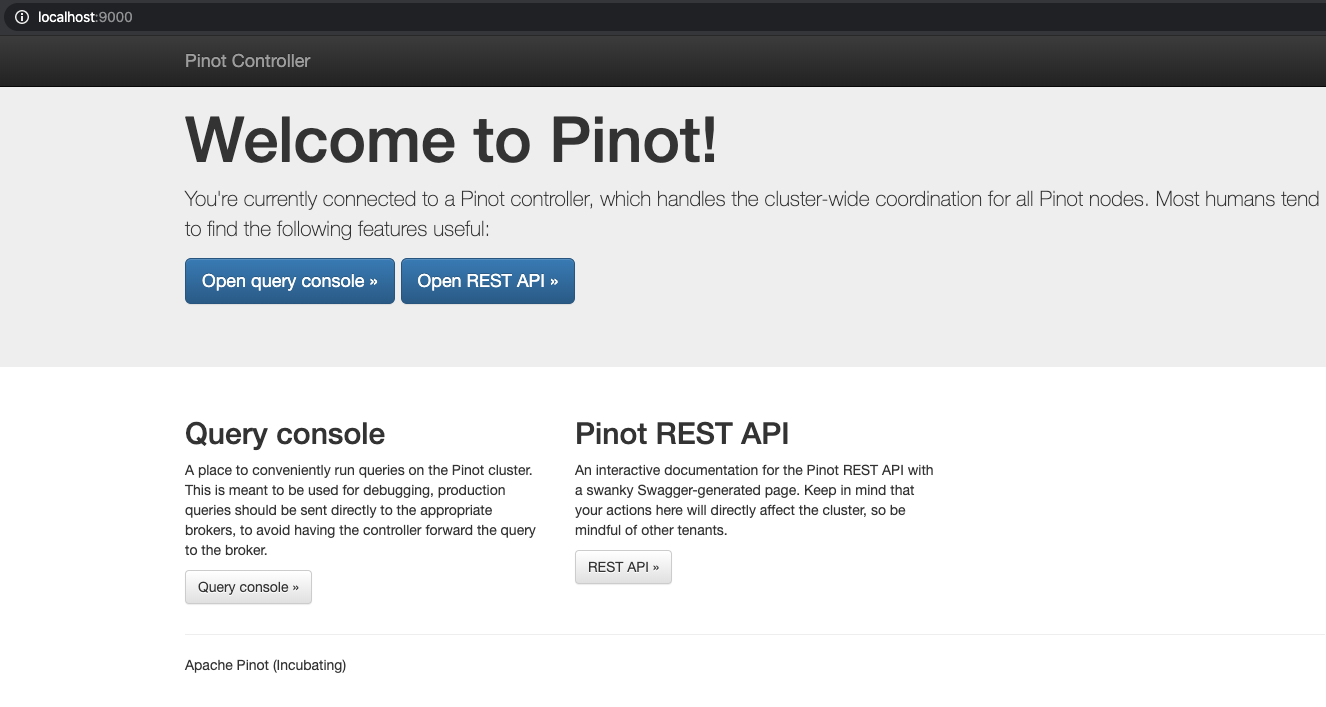 localhost:9000
Pinot Controller
Welcome to Pinot!
You're currently connected to a Pinot controller, which handles the cluster-wide coordination for all Pinot nodes. Most humans tend
to find the following features useful:
Open query console »
Open REST API »
Query console
A place to conveniently run queries on the Pinot cluster.
This is meant to be used for debugging, production
queries should be sent directly to the appropriate
brokers, to avoid having the controller forward the query
to the broker.
Query console »
Pinot REST API
An interactive documentation for the Pinot REST API with
a swanky Swagger-generated page. Keep in mind that
your actions here will directly affect the cluster, so be
mindful of other tenants.
REST API »
Apache Pinot (Incubating)